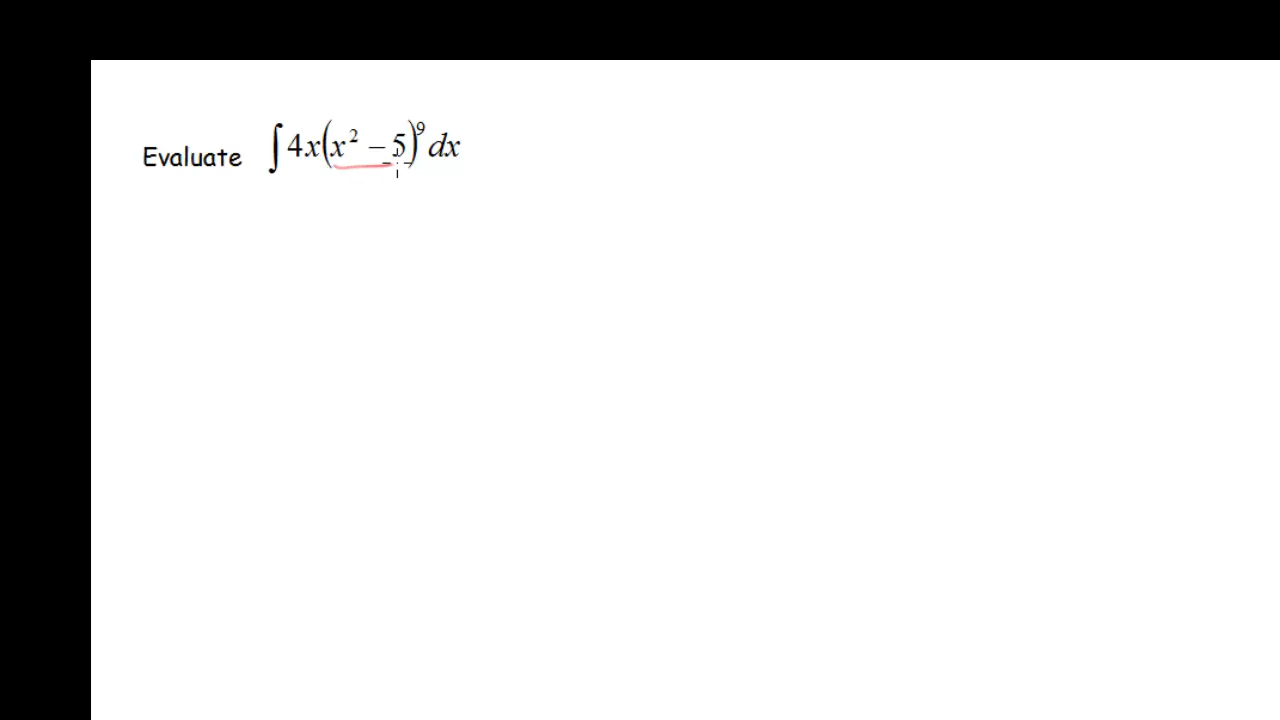 Evaluate ∫4x(x² − 5)⁹ dx